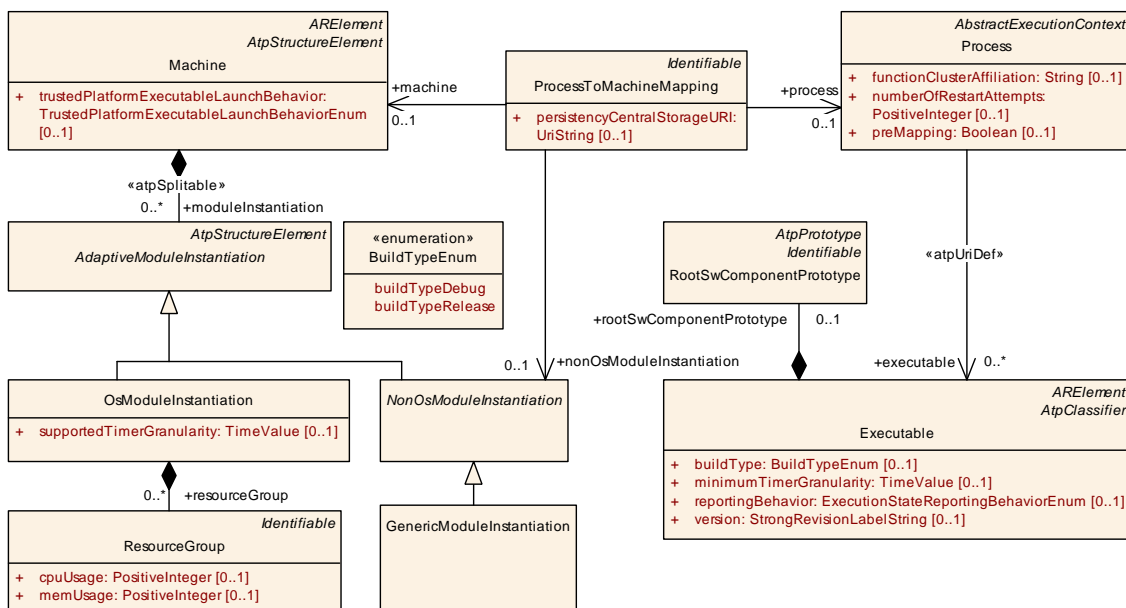 ARElement
AtpStructureElement
Machine
+ trustedPlatformExecutableLaunchBehavior:
TrustedPlatformExecutableLaunchBehaviorEnum
[0..1]
+machine
0..1
Identifiable
ProcessToMachineMapping
+ persistencyCentralStorageURI:
UriString [0..1]
+process
0..1
AbstractExecutionContext
Process
+ functionClusterAffiliation: String [0..1]
+ numberOfRestartAttempts:
PositiveInteger [0..1]
+ preMapping: Boolean [0..1]
«atpSplitable»
0..* +moduleInstantiation
AtpStructureElement
AdaptiveModuleInstantiation
«enumeration»
BuildTypeEnum
buildTypeDebug
buildTypeRelease
AtpPrototype
Identifiable
RootSwComponentPrototype
«atpUriDef»
+rootSwComponentPrototype 0..1
0..1 +nonOsModuleInstantiation
+executable 0..*
OsModuleInstantiation
+ supportedTimerGranularity: TimeValue [0..1]
NonOsModuleInstantiation
ARElement
AtpClassifier
Executable
+ buildType: BuildTypeEnum [0..1]
+ minimumTimerGranularity: TimeValue [0..1]
+ reportingBehavior: ExecutionStateReportingBehaviorEnum [0..1]
+ version: StrongRevisionLabelString [0..1]
0..* +resourceGroup
Identifiable
ResourceGroup
+ cpuUsage: PositiveInteger [0..1]
+ memUsage: PositiveInteger [0..1]
GenericModuleInstantiation